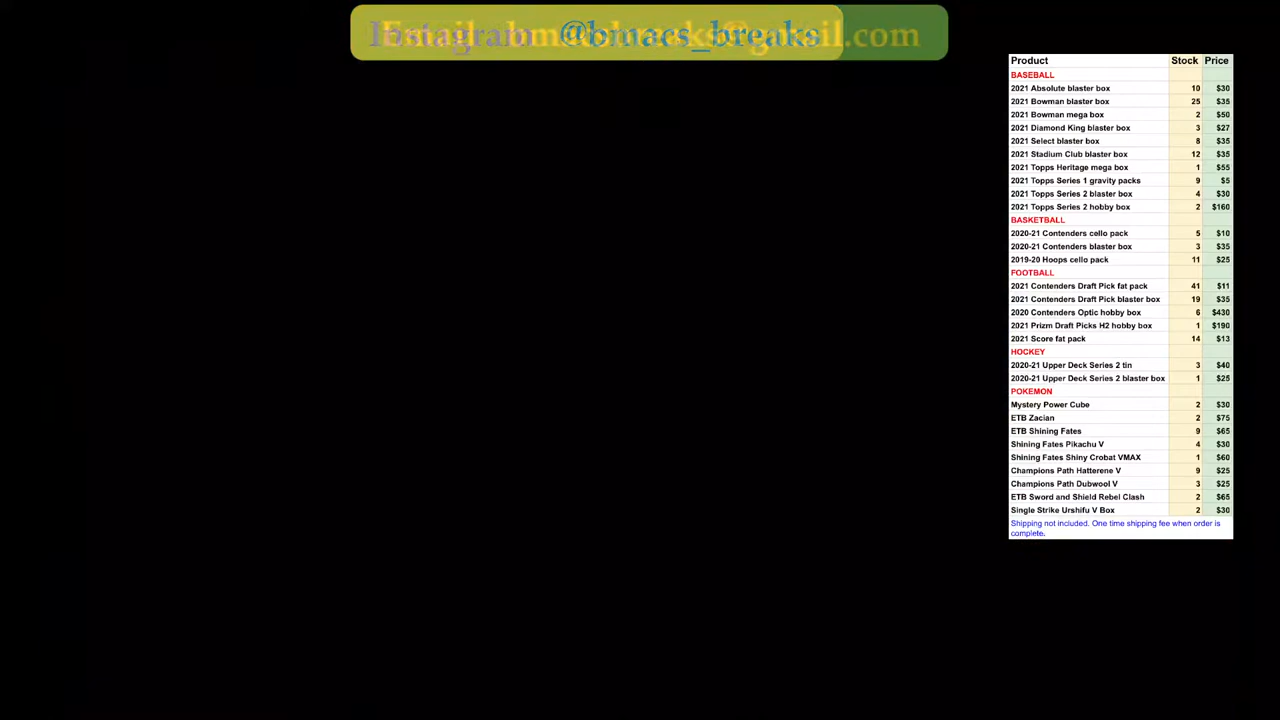 Instagram @bmacs_breaks
Product Stock Price
BASEBALL
2021 Absolute blaster box 10 $30
2021 Bowman blaster box 25 $35
2021 Bowman mega box 2 $50
2021 Diamond King blaster box 3 $27
2021 Select blaster box 8 $35
2021 Stadium Club blaster box 12 $35
2021 Topps Heritage mega box 1 $55
2021 Topps Series 1 gravity packs 9 $5
2021 Topps Series 2 blaster box 4 $30
2021 Topps Series 2 hobby box 2 $160
BASKETBALL
2020-21 Contenders cello pack 5 $10
2020-21 Contenders blaster box 3 $35
2019-20 Hoops cello pack 11 $25
FOOTBALL
2021 Contenders Draft Pick fat pack 41 $11
2021 Contenders Draft Pick blaster box 19 $35
2020 Contenders Optic hobby box 6 $430
2021 Prizm Draft Picks H2 hobby box 1 $190
2021 Score fat pack 14 $13
HOCKEY
2020-21 Upper Deck Series 2 tin 3 $40
2020-21 Upper Deck Series 2 blaster box 1 $25
POKEMON
Mystery Power Cube 2 $30
ETB Zacian 2 $75
ETB Shining Fates 9 $65
Shining Fates Pikachu V 4 $30
Shining Fates Shiny Crobat VMAX 1 $60
Champions Path Hatterene V 9 $25
Champions Path Dubwool V 3 $25
ETB Sword and Shield Rebel Clash 2 $65
Single Strike Urshifu V Box 2 $30
Shipping not included. One time shipping fee when order is
complete.